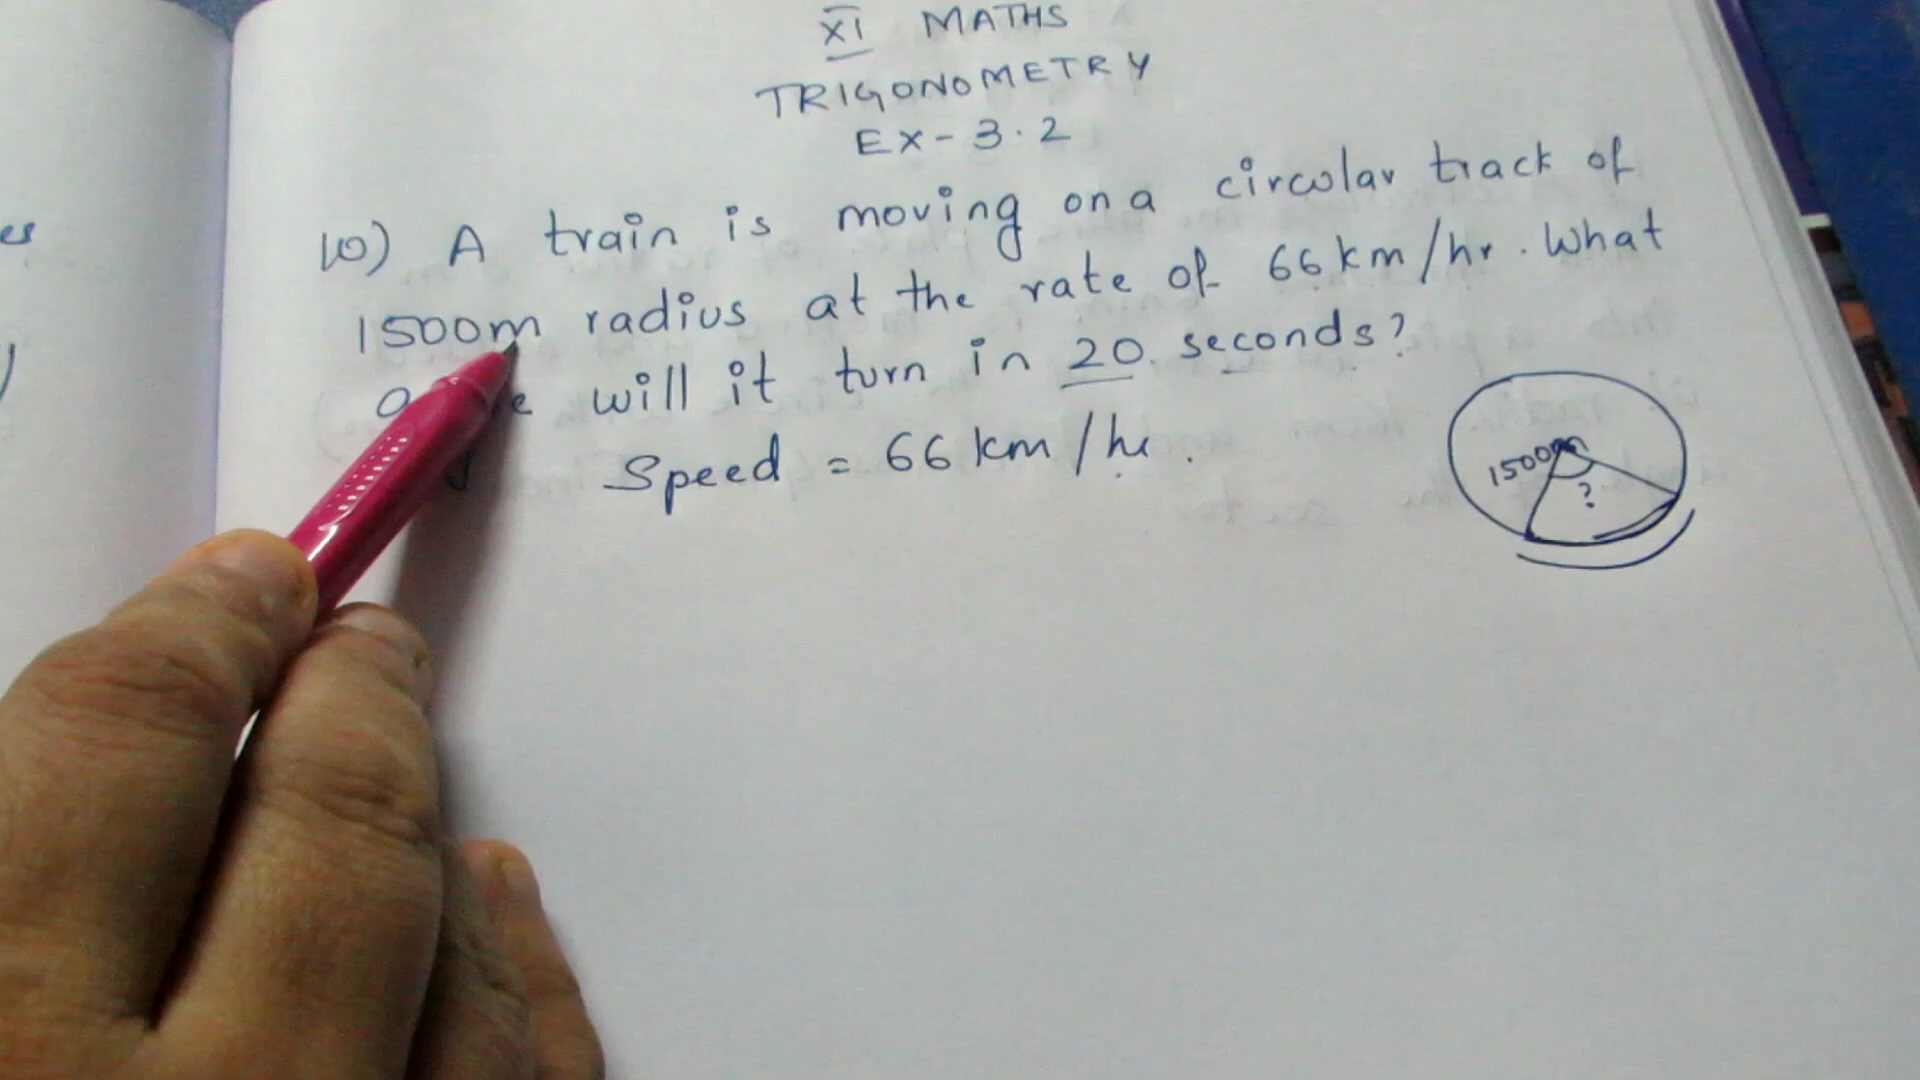 XI MATHS
TRIGONOMETRY
EX-3.2
10) A train is moving on a circular track of
1500m radius at the rate of 66km/hr. What
will it turn in 20 seconds?
Speed = 66 km/hr.
1500m
?